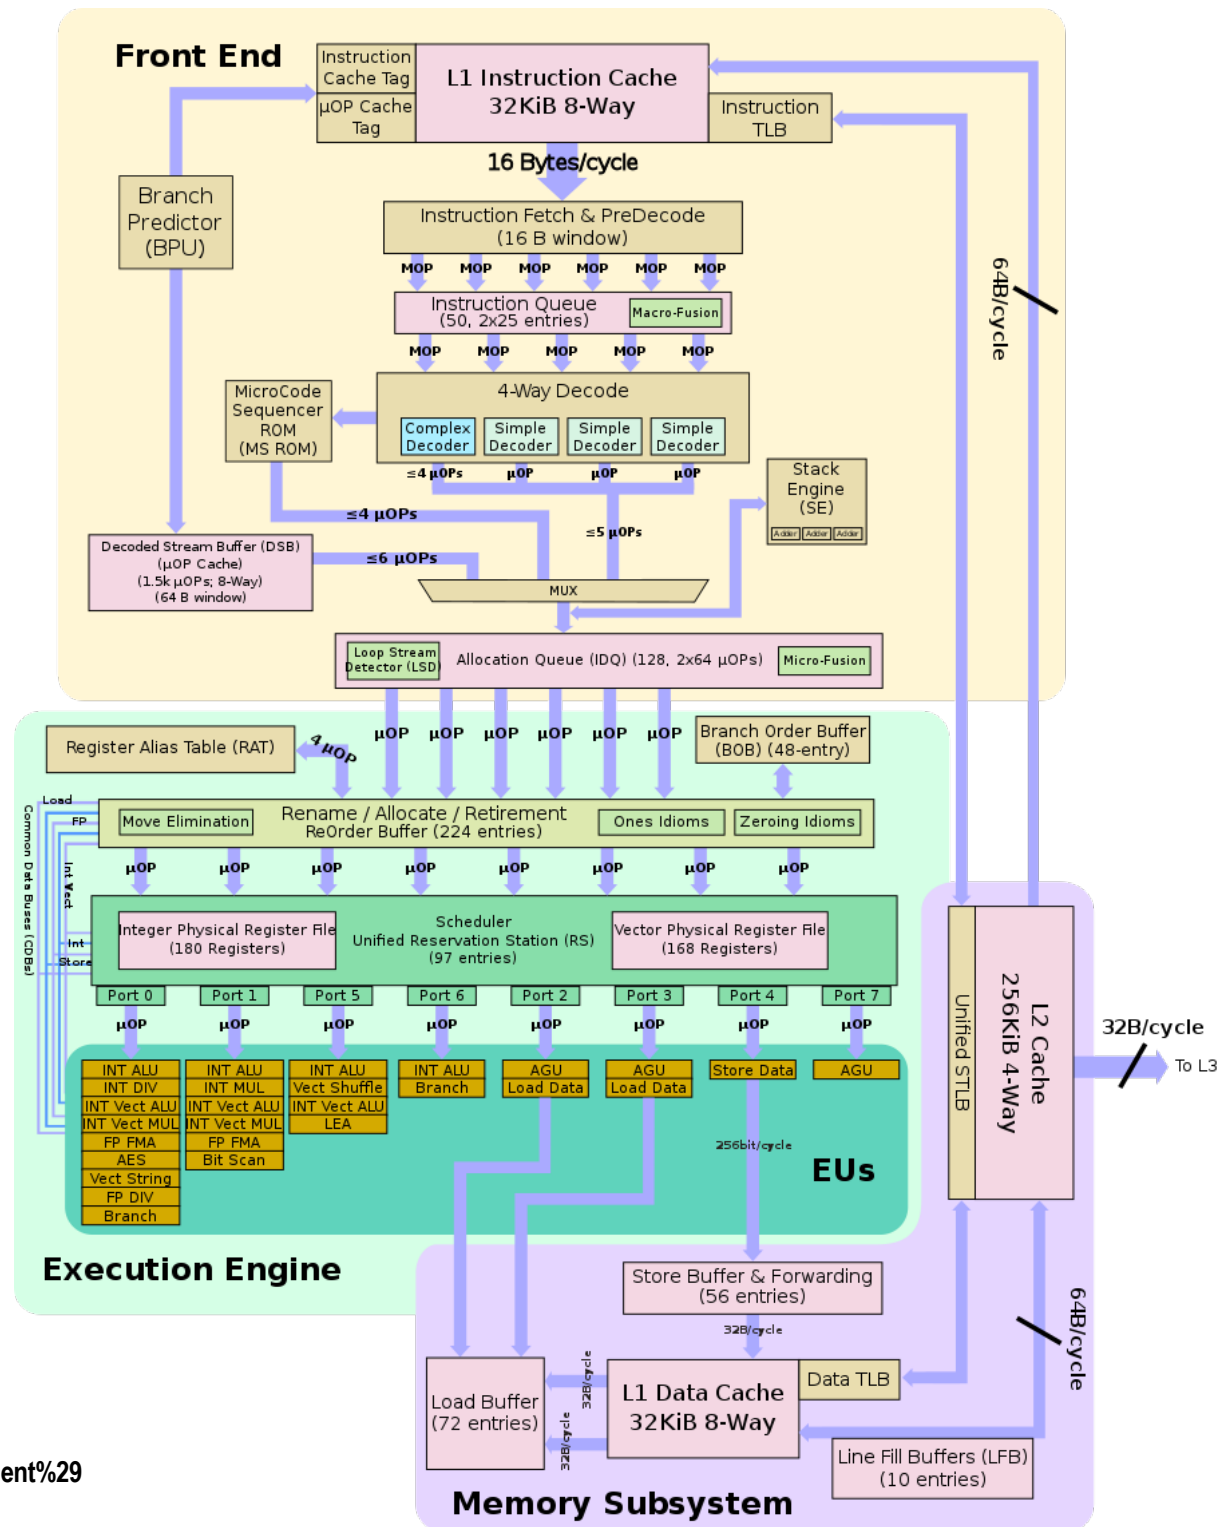 Front End
Instruction
Cache Tag
µOP Cache
Tag
L1 Instruction Cache
32KiB 8-Way
Instruction
TLB
16 Bytes/cycle
Branch
Predictor
(BPU)
Instruction Fetch & PreDecode
(16 B window)
MOP MOP MOP MOP MOP MOP
Instruction Queue
(50, 2x25 entries)
Macro-Fusion
64B/cycle
MOP MOP MOP MOP MOP
MicroCode
Sequencer
ROM
(MS ROM)
4-Way Decode
Complex
Decoder
Simple
Decoder
Simple
Decoder
Simple
Decoder
≤4 µOPs µOP µOP µOP
Stack
Engine
(SE)
Adder Adder Adder
≤4 µOPs
≤5 µOPs
Decoded Stream Buffer (DSB)
(µOP Cache)
(1.5k µOPs; 8-Way)
(64 B window)
≤6 µOPs
MUX
Loop Stream
Detector (LSD)
Allocation Queue (IDQ) (128, 2x64 µOPs)
Micro-Fusion
Register Alias Table (RAT)
4 µOP
µOP µOP µOP µOP µOP µOP
Branch Order Buffer
(BOB) (48-entry)
Load
FP
Common Data Buses (CDBs)
Int Vect
Int
Store
Move Elimination
Rename / Allocate / Retirement
ReOrder Buffer (224 entries)
Ones Idioms
Zeroing Idioms
µOP µOP µOP µOP µOP µOP µOP µOP
Integer Physical Register File
(180 Registers)
Scheduler
Unified Reservation Station (RS)
(97 entries)
Vector Physical Register File
(168 Registers)
Port 0 Port 1 Port 5 Port 6 Port 2 Port 3 Port 4 Port 7
µOP µOP µOP µOP µOP µOP µOP µOP
INT ALU
INT DIV
INT Vect ALU
INT Vect MUL
FP FMA
AES
Vect String
FP DIV
Branch
INT ALU
INT MUL
INT Vect ALU
INT Vect MUL
FP FMA
Bit Scan
INT ALU
Vect Shuffle
INT Vect ALU
LEA
INT ALU
Branch
AGU
Load Data
AGU
Load Data
Store Data
AGU
256bit/cycle
EUs
Execution Engine
Unified STLB
L2 Cache
256KiB 4-Way
32B/cycle
To L3
Store Buffer & Forwarding
(56 entries)
32B/cycle
64B/cycle
Load Buffer
(72 entries)
32B/cycle
32B/cycle
L1 Data Cache
32KiB 8-Way
Data TLB
Line Fill Buffers (LFB)
(10 entries)
Memory Subsystem
ent%29